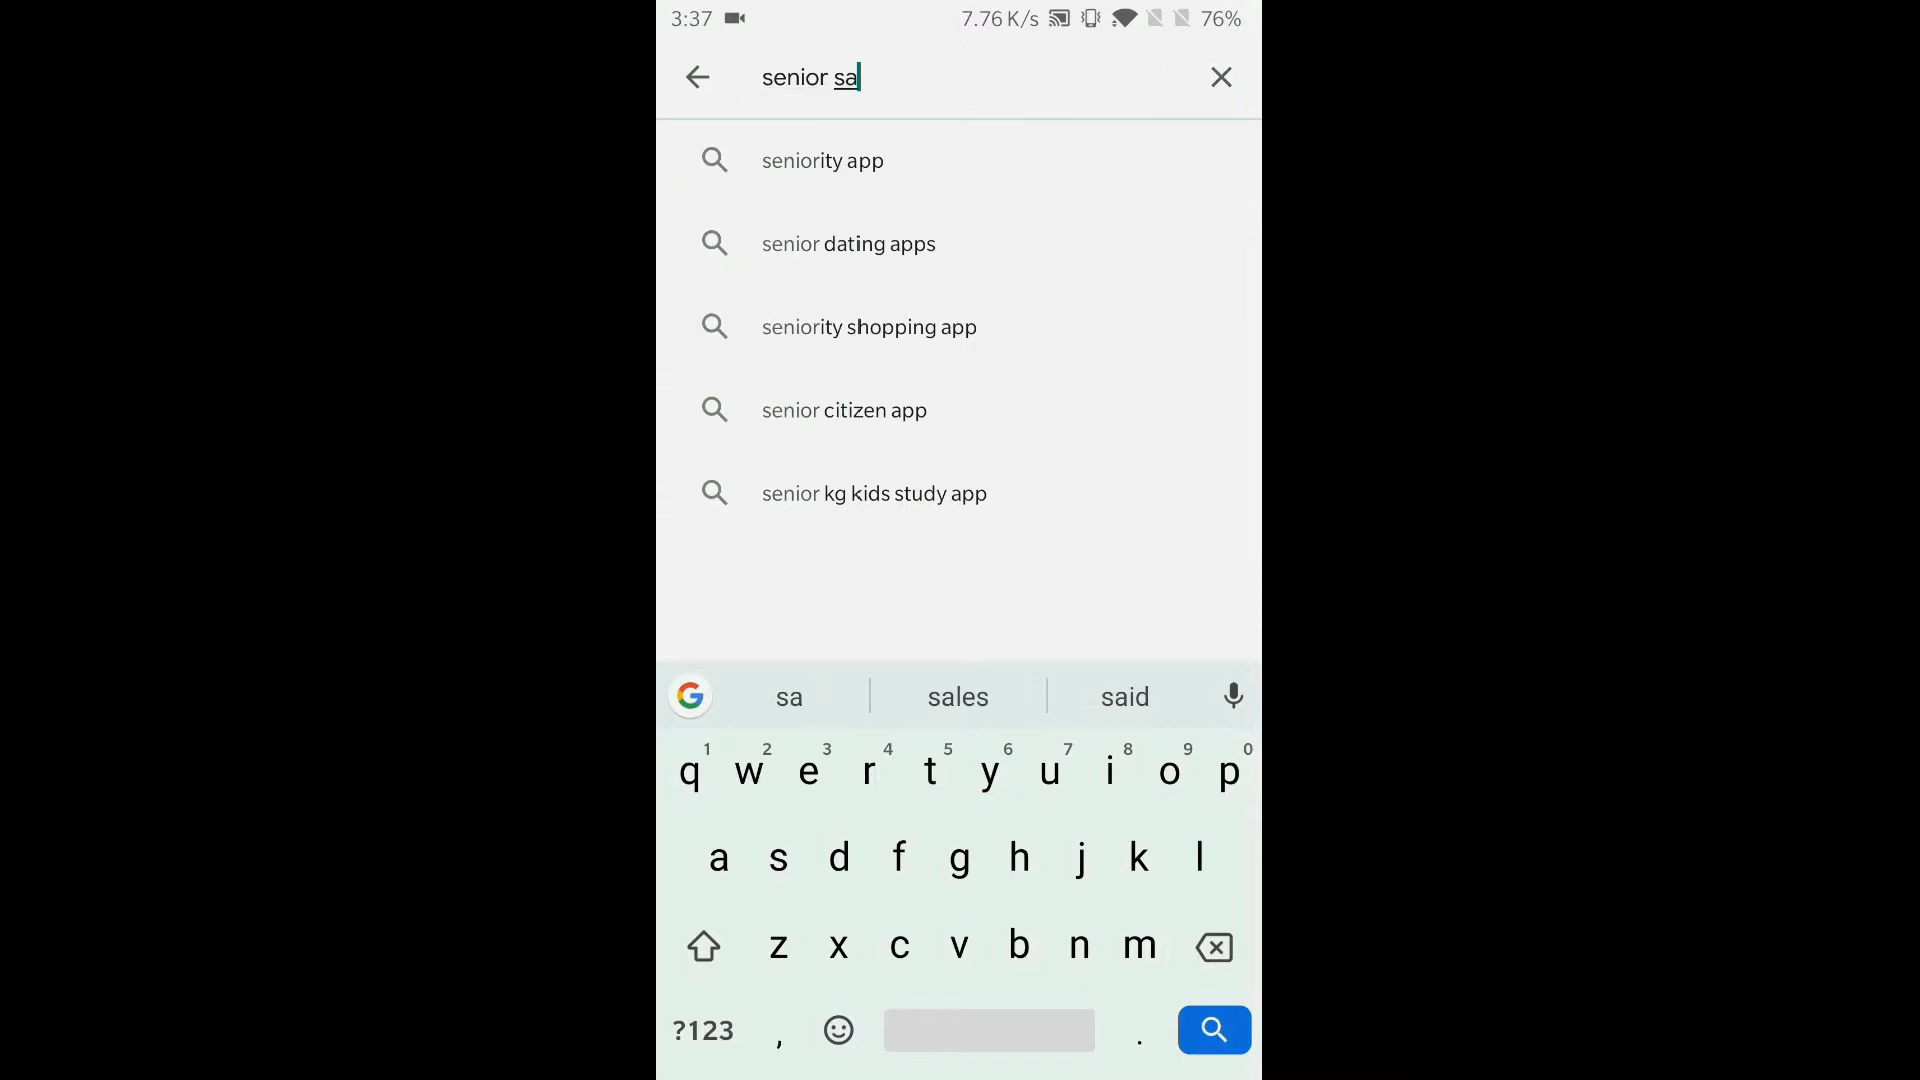 3:37 7.76 K/s 76%
senior sa
seniority app
senior dating apps
seniority shopping app
senior citizen app
senior kg kids study app
sa sales said
1 2 3 4 5 6 7 8 9 0
q w e r t y u i o p
a s d f g h j k l
z x c v b n m
?123 , .